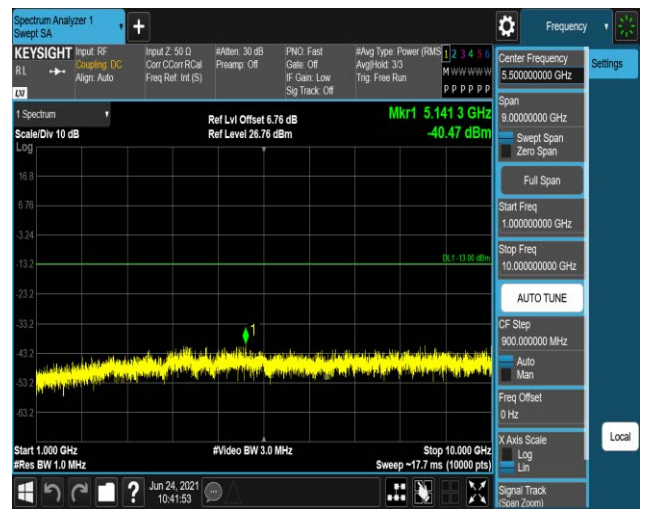 Spectrum Analyzer 1
Swept SA
+
Frequency
KEYSIGHT
R L
LXI
Input: RF
Coupling: DC
Align: Auto
Input Z: 50 Ω
Corr CCorr RCal
Freq Ref: Int (S)
#Atten: 30 dB
Preamp: Off
PNO: Fast
Gate: Off
IF Gain: Low
Sig Track: Off
#Avg Type: Power (RMS
Avg|Hold: 3/3
Trig: Free Run
1 2 3 4 5 6
M W W W W W
P P P P P P
1 Spectrum
Scale/Div 10 dB
Log
Ref Lvl Offset 6.76 dB
Ref Level 26.76 dBm
Mkr1 5.141 3 GHz
-40.47 dBm
16.8
6.76
-3.24
-13.2
-23.2
-33.2
-43.2
-53.2
-63.2
DL1 -13.00 dBm
1
Start 1.000 GHz
#Res BW 1.0 MHz
#Video BW 3.0 MHz
Stop 10.000 GHz
Sweep ~17.7 ms (10000 pts)
?
Jun 24, 2021
10:41:53
Center Frequency
5.500000000 GHz
Span
9.00000000 GHz
Swept Span
Zero Span
Full Span
Start Freq
1.000000000 GHz
Stop Freq
10.000000000 GHz
AUTO TUNE
CF Step
900.000000 MHz
Auto
Man
Freq Offset
0 Hz
X Axis Scale
Log
Lin
Signal Track
(Span Zoom)
Settings
Local